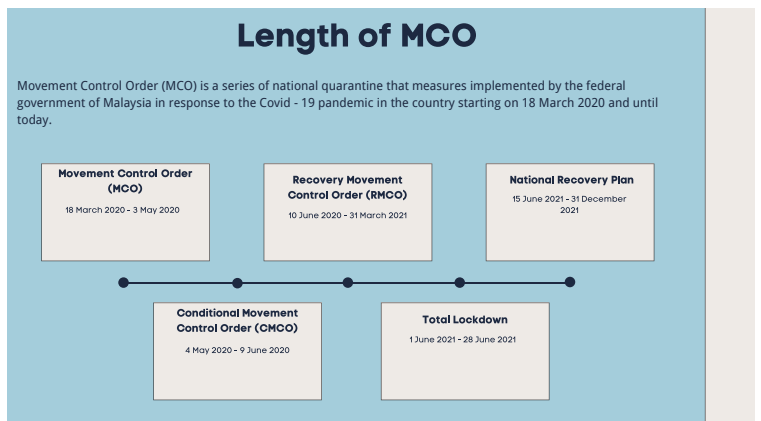 Length of MCO
Movement Control Order (MCO) is a series of national quarantine that measures implemented by the federal
government of Malaysia in response to the Covid - 19 pandemic in the country starting on 18 March 2020 and until
today.
Movement Control Order
(MCO)
18 March 2020 - 3 May 2020
Recovery Movement
Control Order (RMCO)
10 June 2020 - 31 March 2021
National Recovery Plan
15 June 2021 - 31 December
2021
Conditional Movement
Control Order (CMCO)
4 May 2020 - 9 June 2020
Total Lockdown
1 June 2021 - 28 June 2021